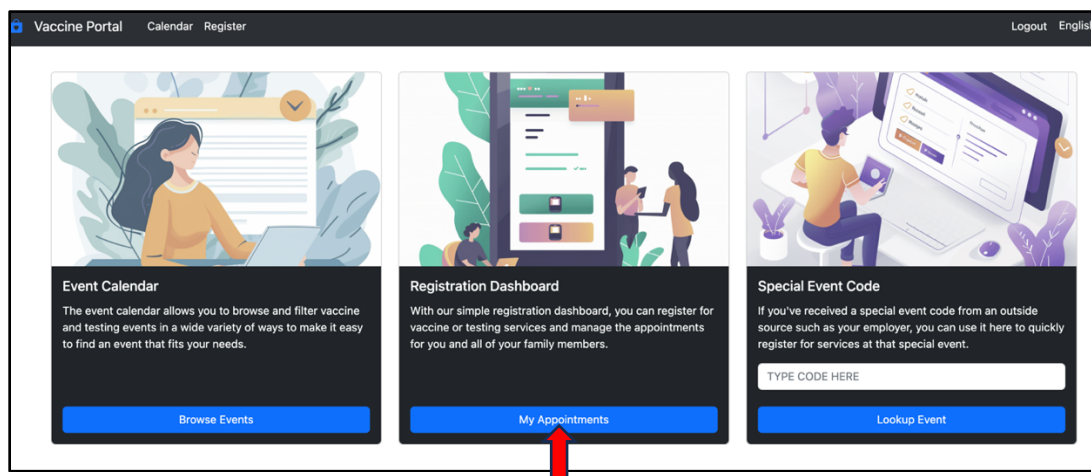 Vaccine Portal Calendar Register Logout English
Event Calendar
The event calendar allows you to browse and filter vaccine
and testing events in a wide variety of ways to make it easy
to find an event that fits your needs.
Browse Events
Registration Dashboard
With our simple registration dashboard, you can register for
vaccine or testing services and manage the appointments
for you and all of your family members.
My Appointments
Special Event Code
If you've received a special event code from an outside
source such as your employer, you can use it here to quickly
register for services at that special event.
TYPE CODE HERE
Lookup Event